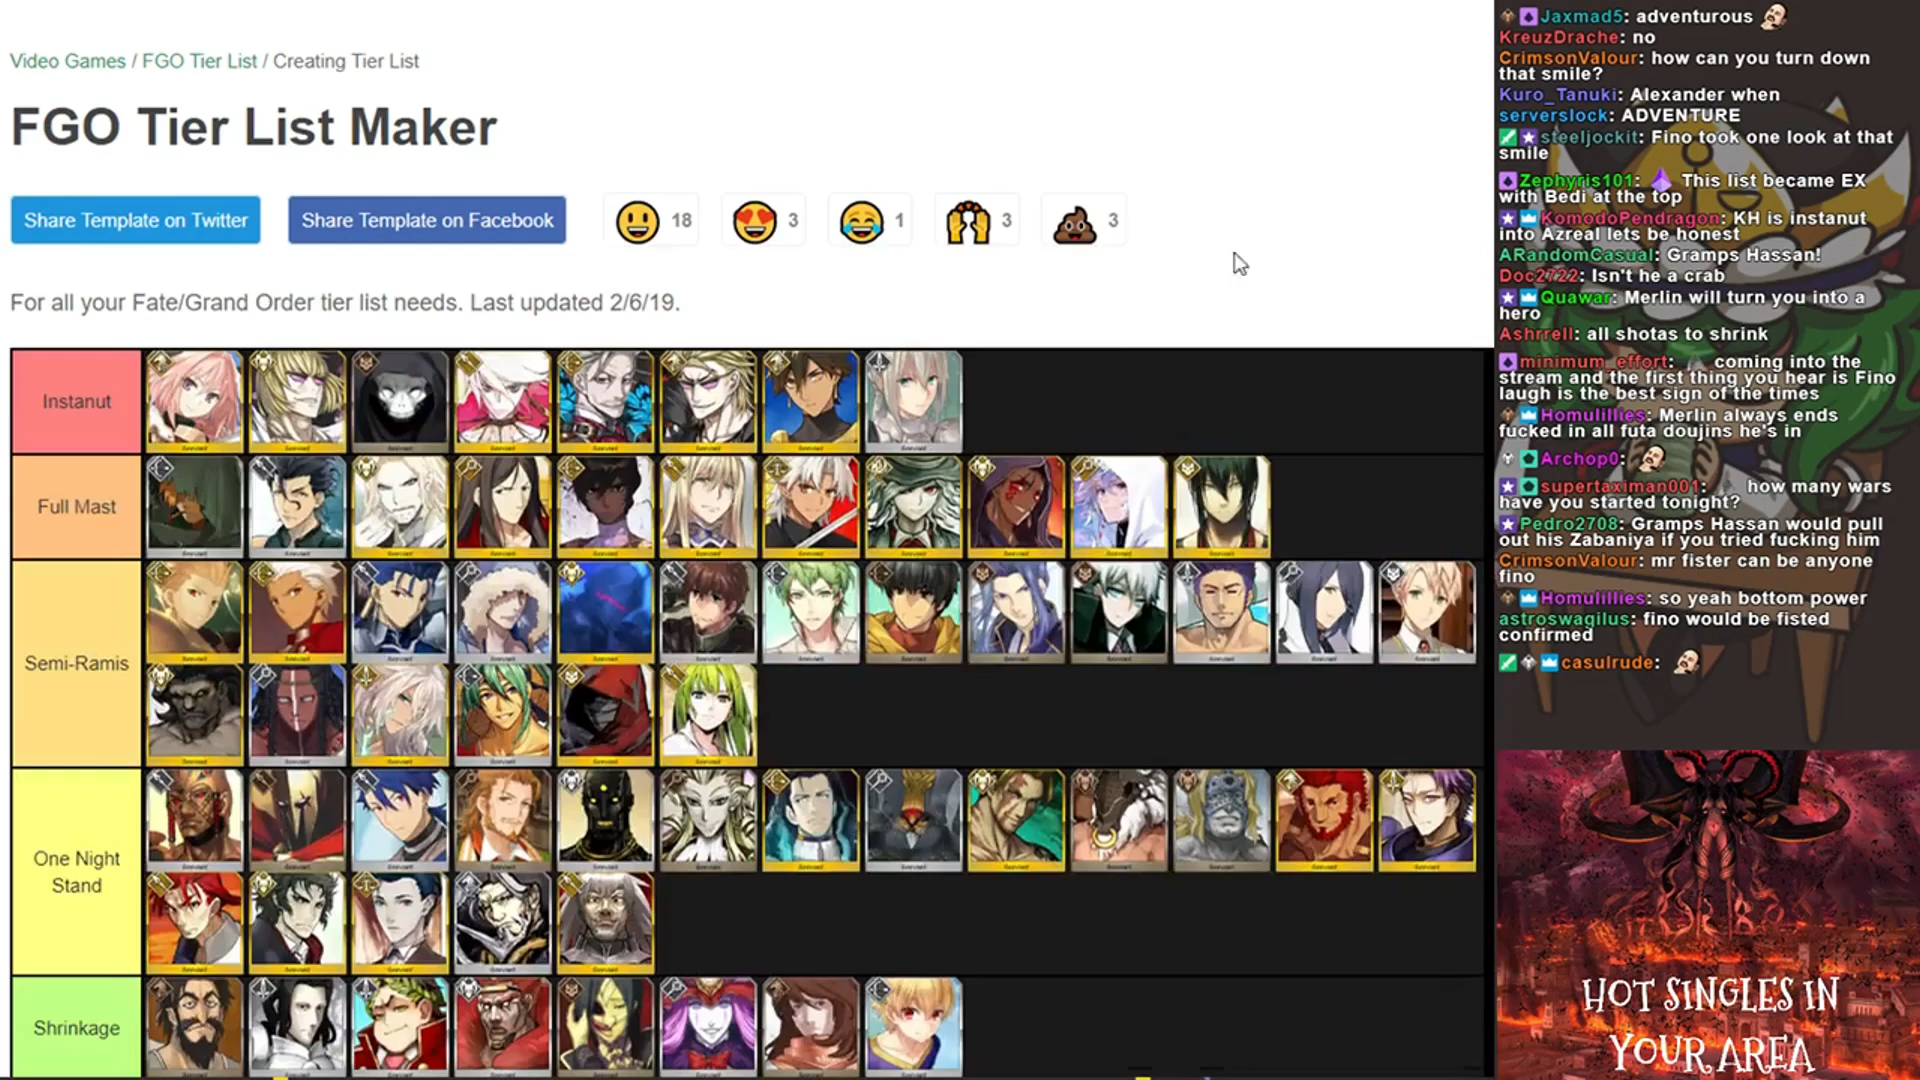 Video Games / FGO Tier List / Creating Tier List
FGO Tier List Maker
Share Template on Twitter
Share Template on Facebook
18
3
1
3
3
For all your Fate/Grand Order tier list needs. Last updated 2/6/19.
Instanut
Full Mast
Semi-Ramis
One Night
Stand
Shrinkage
Jaxmad5: adventurous
KreuzDrache: no
CrimsonValour: how can you turn down
that smile?
Kuro_Tanuki: Alexander when
serverslock: ADVENTURE
steeljockit: Fino took one look at that
smile
Zephyris101: This list became EX
with Bedi at the top
KomodoPendragon: KH is instanut
into Azreal lets be honest
ARandomCasual: Gramps Hassan!
Doc2722: Isn't he a crab
Quawar: Merlin will turn you into a
hero
Ashrrell: all shotas to shrink
minimum_effort: coming into the
stream and the first thing you hear is Fino
laugh is the best sign of the times
Homulillies: Merlin always ends
fucked in all futa doujins he's in
Archop0:
supertaximan001: how many wars
have you started tonight?
Pedro2708: Gramps Hassan would pull
out his Zabaniya if you tried fucking him
CrimsonValour: mr fister can be anyone
fino
Homulillies: so yeah bottom power
astroswagilus: fino would be fisted
confirmed
casulrude:
HOT SINGLES IN
YOUR AREA